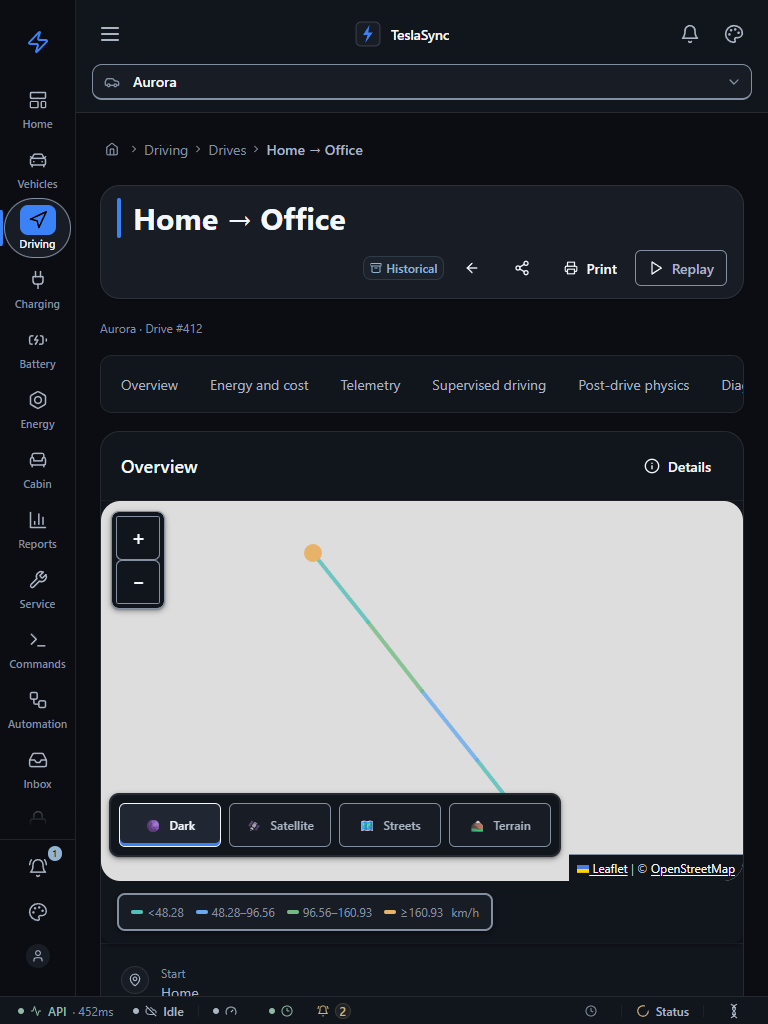 TeslaSync
Aurora
Home
Vehicles
Driving
Charging
Battery
Energy
Cabin
Reports
Service
Commands
Automation
Inbox
1
Driving
Drives
Home → Office
Home → Office
Historical
Print
Replay
Aurora · Drive #412
Overview
Energy and cost
Telemetry
Supervised driving
Post-drive physics
Overview
Details
+
−
Dark
Satellite
Streets
Terrain
Leaflet | © OpenStreetMap
<48.28
48.28–96.56
96.56–160.93
≥160.93 km/h
Start
Home
API · 452ms
Idle
2
Status